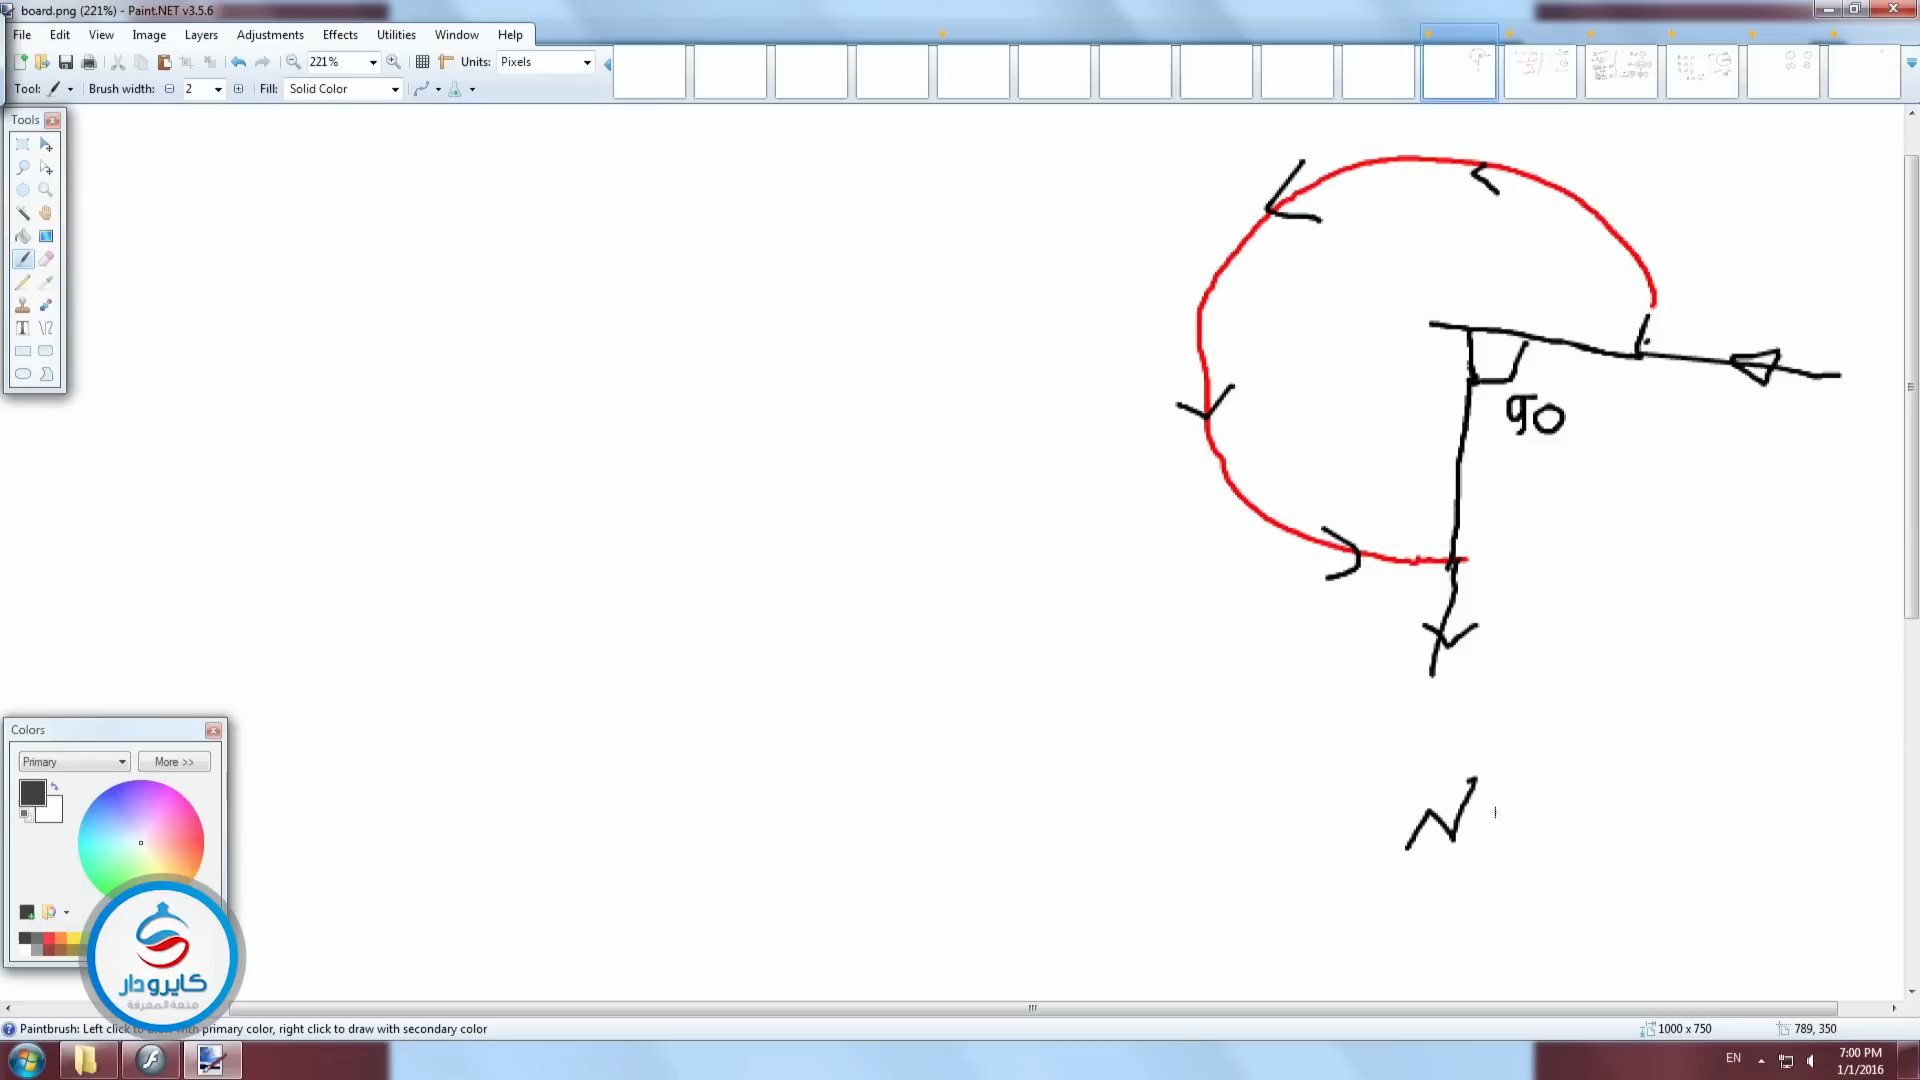 board.png (221%) - Paint.NET v3.5.6
File Edit View Image Layers Adjustments Effects Utilities Window Help
221% Units: Pixels
Tool: Brush width: 2 Fill: Solid Color
Tools
90
N
Colors
Primary More >>
كايرودار
متعة المعرفة
Paintbrush: Left click to draw with primary color, right click to draw with secondary color
1000 x 750 789, 350
EN 7:00 PM
1/1/2016